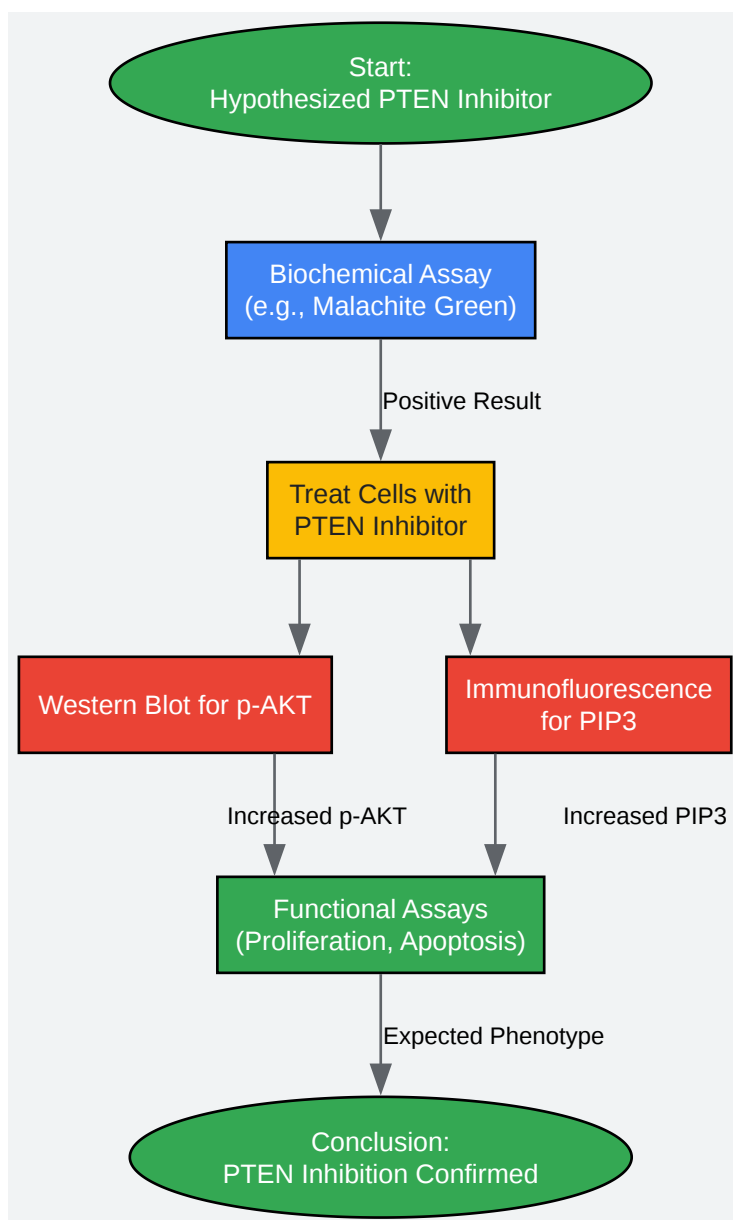 Start:
Hypothesized PTEN Inhibitor
Biochemical Assay
(e.g., Malachite Green)
Positive Result
Treat Cells with
PTEN Inhibitor
Western Blot for p-AKT
Immunofluorescence
for PIP3
Increased p-AKT
Increased PIP3
Functional Assays
(Proliferation, Apoptosis)
Expected Phenotype
Conclusion:
PTEN Inhibition Confirmed